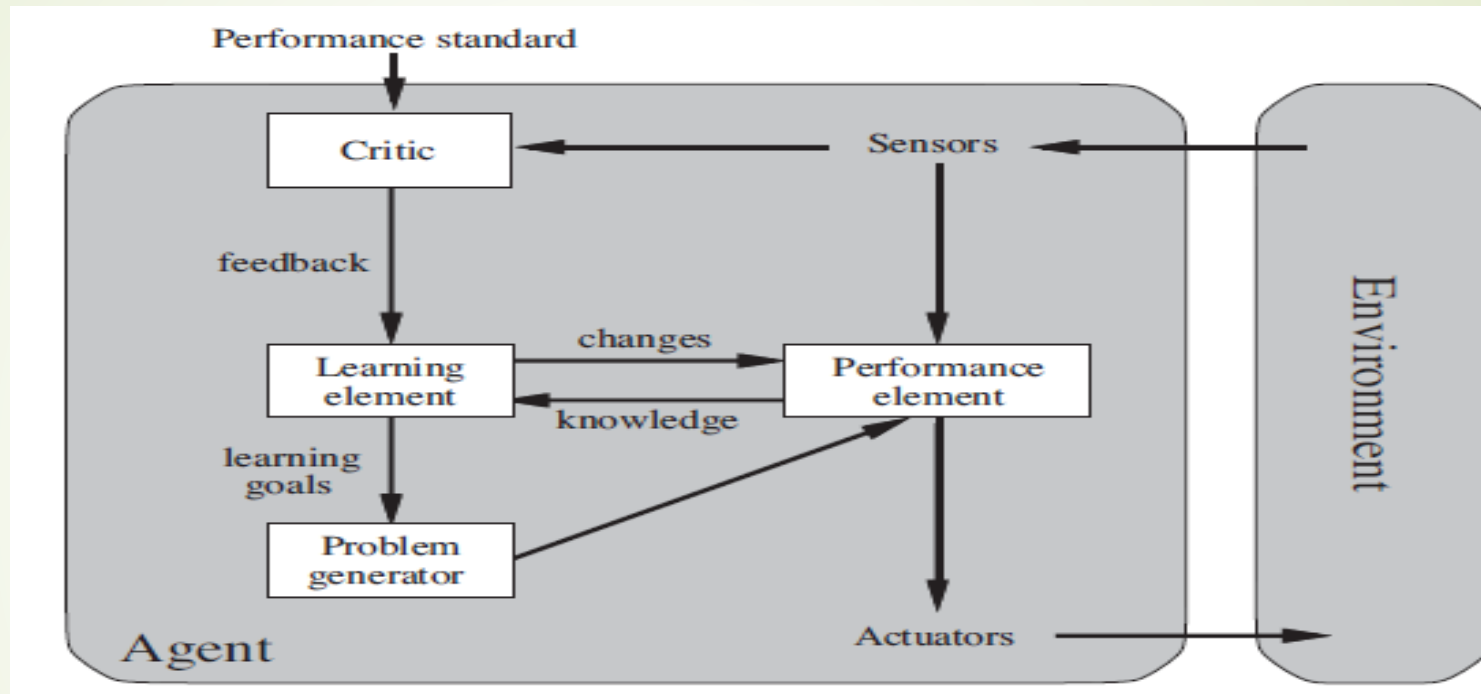 Performance standard
Critic
Sensors
feedback
changes
Learning
element
Performance
element
knowledge
learning
goals
Problem
generator
Agent
Actuators
Environment